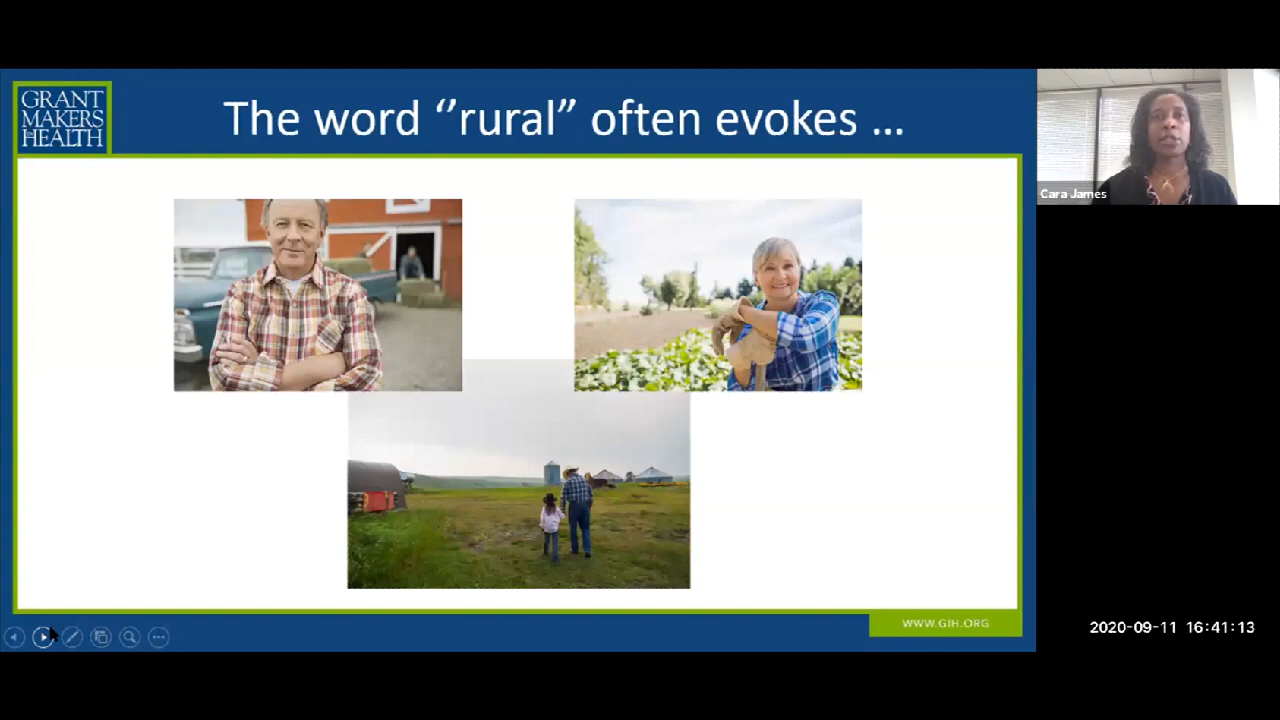 GRANT
MAKERS
IN
HEALTH
The word ‘’rural” often evokes …
Cara James
WWW.GIH.ORG
2020-09-11 16:41:13